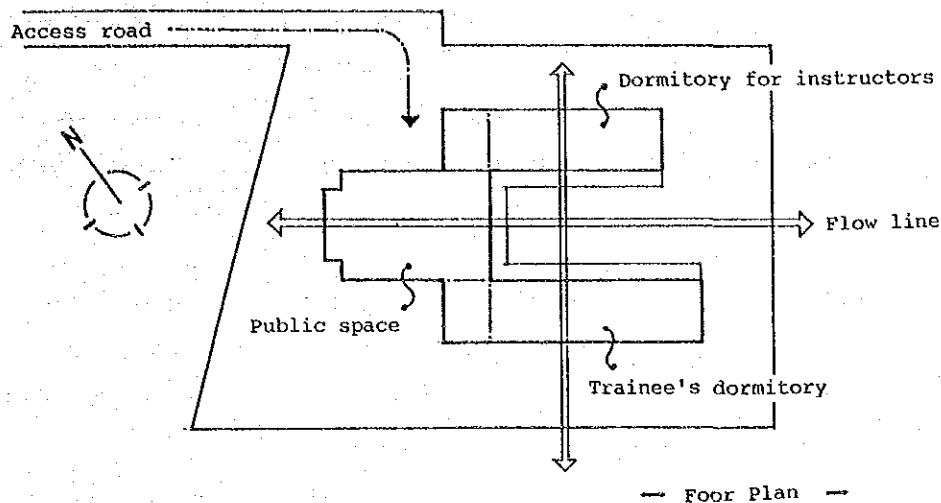 Access road
Dormitory for instructors
N
Flow line
Public space
Trainee's dormitory
Foor Plan